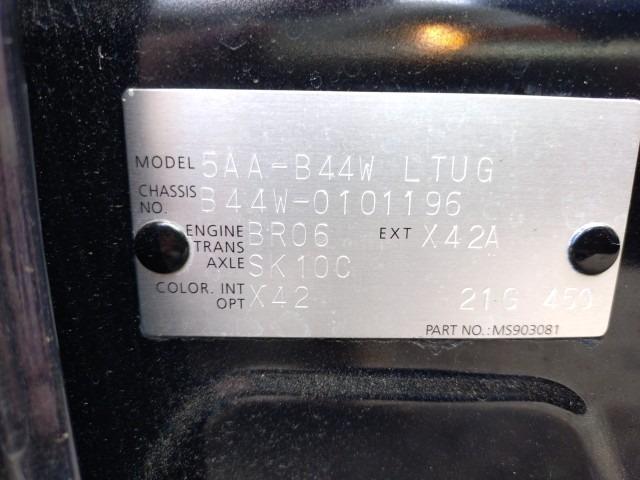 MODEL 5AA-B44W LTUG
CHASSIS NO. B44W-0101196
ENGINE BR06 EXT X42A
TRANS AXLE SK10C
COLOR. INT OPT X42 21G 450
PART NO.:MS903081